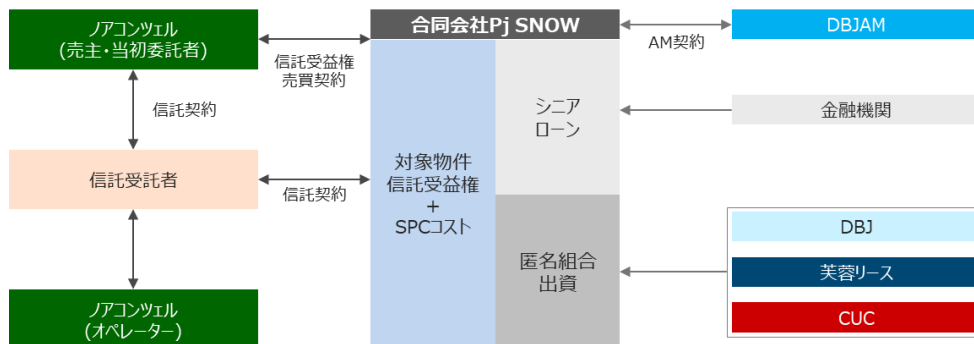 ノアコンツェル
(売主・当初委託者)
信託受益権
売買契約
合同会社Pj SNOW
AM契約
DBJAM
信託契約
シニア
ローン
金融機関
信託受託者
信託契約
対象物件
信託受益権
+
SPCコスト
匿名組合
出資
DBJ
芙蓉リース
CUC
ノアコンツェル
(オペレーター)